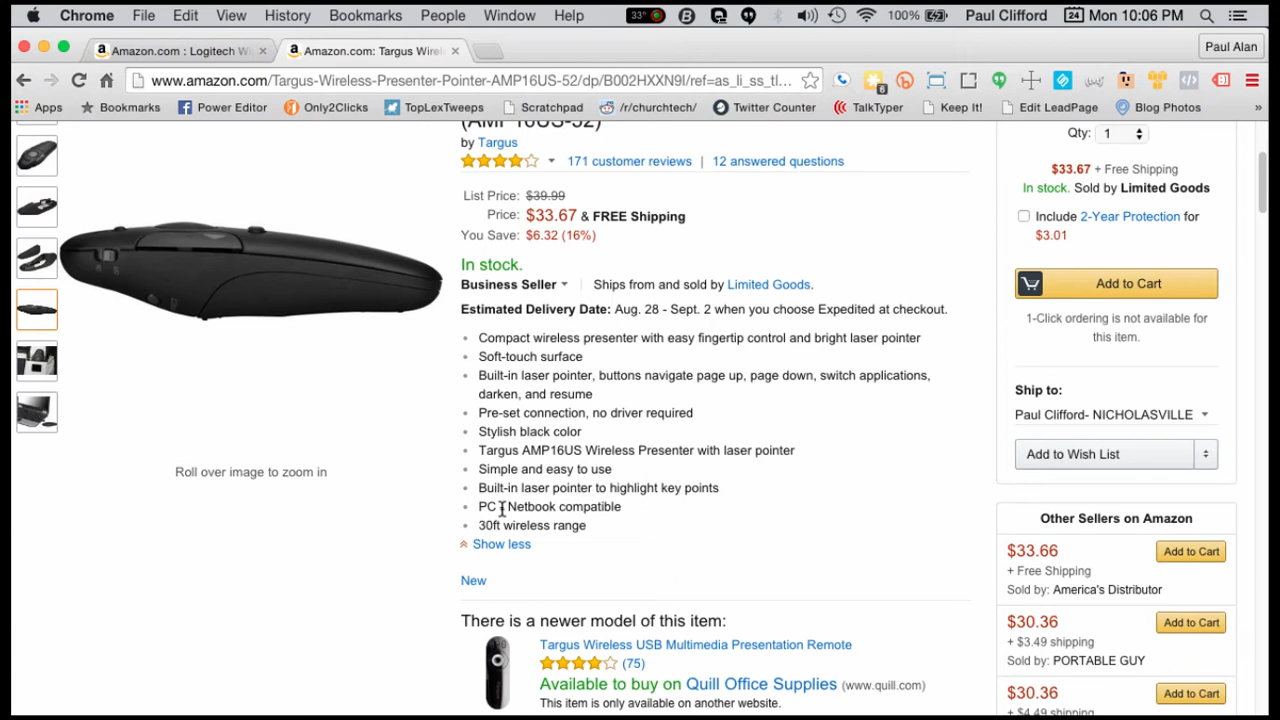 Chrome File Edit View History Bookmarks People Window Help 33° 100% Paul Clifford 24 Mon 10:06 PM
Amazon.com : Logitech Wi
Amazon.com: Targus Wirel
Paul Alan
www.amazon.com/Targus-Wireless-Presenter-Pointer-AMP16US-52/dp/B002HXXN9I/ref=as_li_ss_tl...
6
Apps Bookmarks Power Editor Only2Clicks TopLexTweeps Scratchpad /r/churchtech/ Twitter Counter TalkTyper Keep It! Edit LeadPage Blog Photos »
(AMP16US-52)
by Targus
171 customer reviews | 12 answered questions
List Price: $39.99
Price: $33.67 & FREE Shipping
You Save: $6.32 (16%)
In stock.
Business Seller Ships from and sold by Limited Goods.
Estimated Delivery Date: Aug. 28 - Sept. 2 when you choose Expedited at checkout.
Compact wireless presenter with easy fingertip control and bright laser pointer
Soft-touch surface
Built-in laser pointer, buttons navigate page up, page down, switch applications,
darken, and resume
Pre-set connection, no driver required
Stylish black color
Targus AMP16US Wireless Presenter with laser pointer
Simple and easy to use
Built-in laser pointer to highlight key points
PC Netbook compatible
30ft wireless range
Show less
New
Roll over image to zoom in
There is a newer model of this item:
Targus Wireless USB Multimedia Presentation Remote
(75)
Available to buy on Quill Office Supplies (www.quill.com)
This item is only available on another website.
Qty: 1
$33.67 + Free Shipping
In stock. Sold by Limited Goods
Include 2-Year Protection for
$3.01
Add to Cart
1-Click ordering is not available for
this item.
Ship to:
Paul Clifford- NICHOLASVILLE
Add to Wish List
Other Sellers on Amazon
$33.66 Add to Cart
+ Free Shipping
Sold by: America's Distributor
$30.36 Add to Cart
+ $3.49 shipping
Sold by: PORTABLE GUY
$30.36 Add to Cart
+ $4.49 shipping